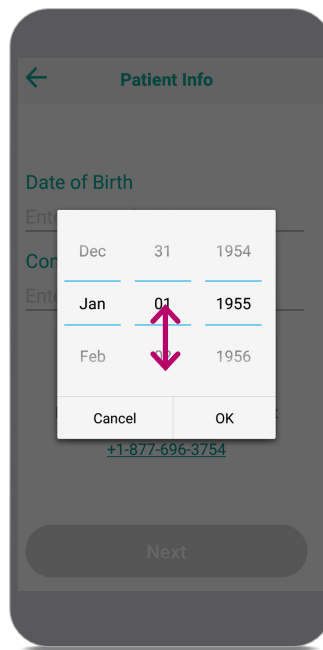 Patient Info
Date of Birth
Ente
Dec 31 1954
Con
Jan 01 1955
Ente
Feb 1956
Cancel OK
+1-877-696-3754
Next